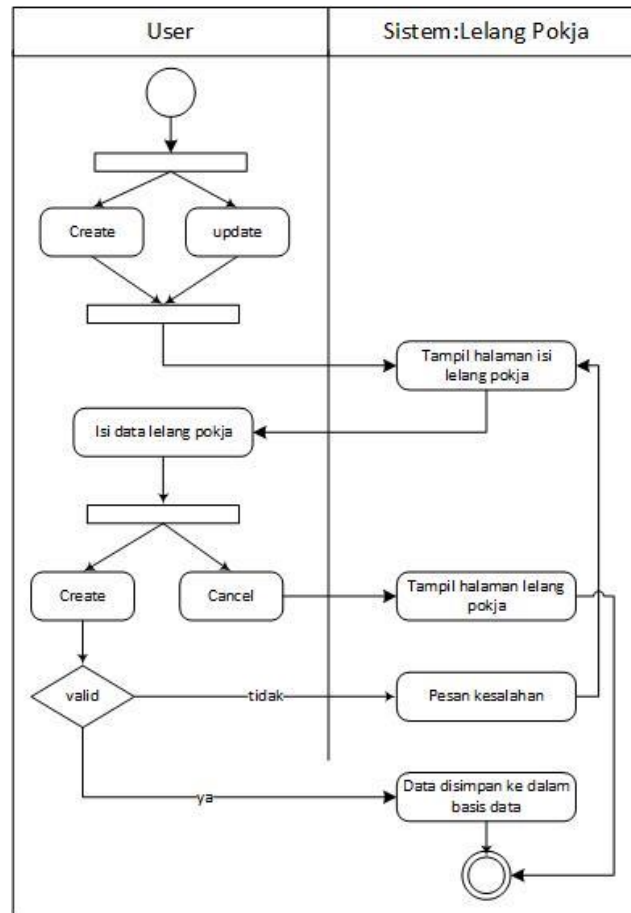 User
Sistem:Lelang Pokja
Create
update
Tampil halaman isi
lelang pokja
Isi data lelang pokja
Create
Cancel
Tampil halaman lelang
pokja
valid
tidak
Pesan kesalahan
ya
Data disimpan ke dalam
basis data